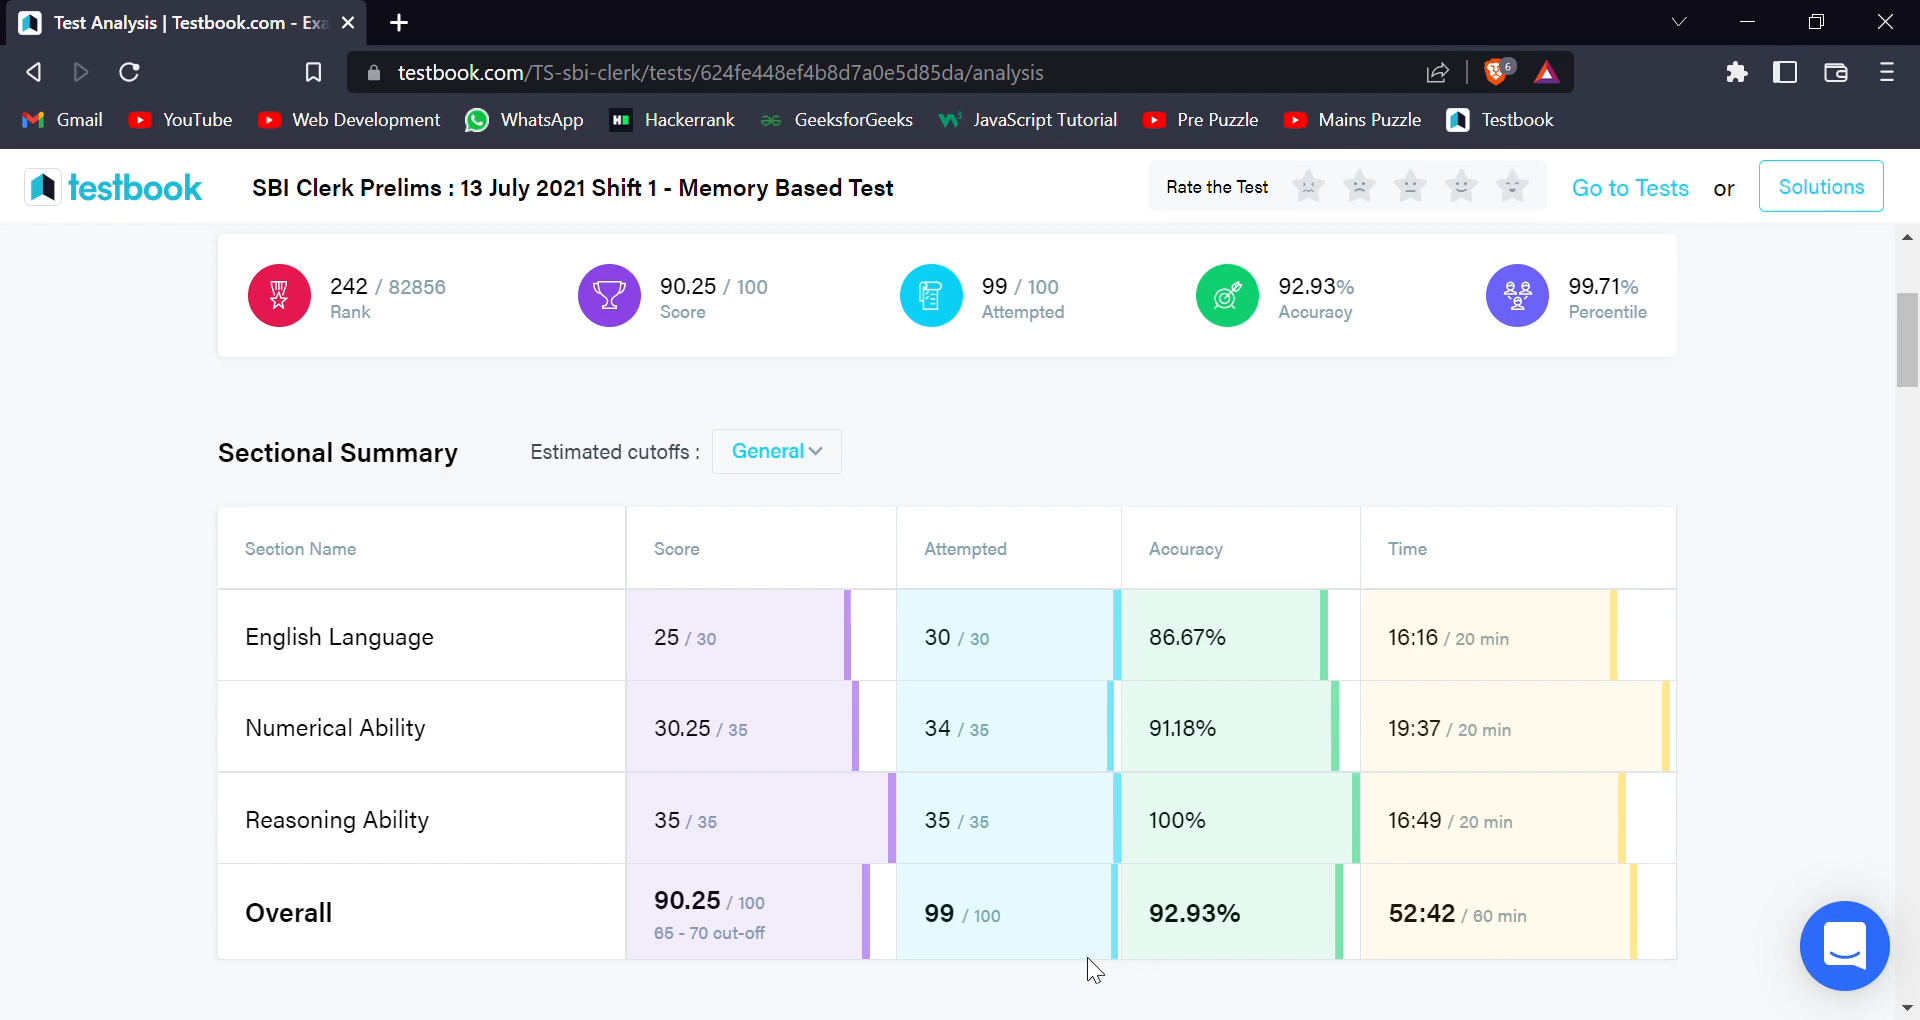 Test Analysis | Testbook.com - Exa
testbook.com/TS-sbi-clerk/tests/624fe448ef4b8d7a0e5d85da/analysis
6
Gmail YouTube Web Development WhatsApp Hackerrank GeeksforGeeks JavaScript Tutorial Pre Puzzle Mains Puzzle Testbook
testbook SBI Clerk Prelims : 13 July 2021 Shift 1 - Memory Based Test Rate the Test Go to Tests or Solutions
242 / 82856 90.25 / 100 99 / 100 92.93% 99.71%
Rank Score Attempted Accuracy Percentile
Sectional Summary Estimated cutoffs : General
Section Name Score Attempted Accuracy Time
English Language 25 / 30 30 / 30 86.67% 16:16 / 20 min
Numerical Ability 30.25 / 35 34 / 35 91.18% 19:37 / 20 min
Reasoning Ability 35 / 35 35 / 35 100% 16:49 / 20 min
Overall 90.25 / 100 99 / 100 92.93% 52:42 / 60 min
65 - 70 cut-off